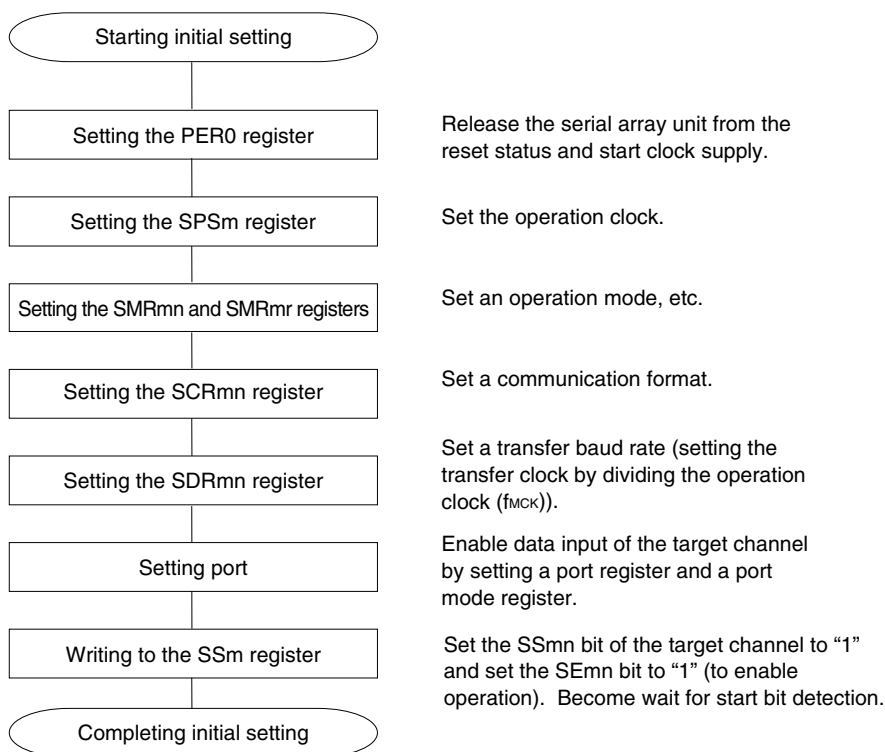 Starting initial setting
Setting the PER0 register
Release the serial array unit from the
reset status and start clock supply.
Setting the SPSm register
Set the operation clock.
Setting the SMRmn and SMRmr registers
Set an operation mode, etc.
Setting the SCRmn register
Set a communication format.
Setting the SDRmn register
Set a transfer baud rate (setting the
transfer clock by dividing the operation
clock (fMCK)).
Setting port
Enable data input of the target channel
by setting a port register and a port
mode register.
Writing to the SSm register
Set the SSmn bit of the target channel to “1”
and set the SEmn bit to “1” (to enable
operation).  Become wait for start bit detection.
Completing initial setting